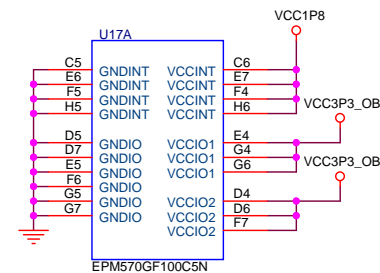 VCC1P8
U17A
C5 GNDINT VCCINT C6
E6 GNDINT VCCINT E7
F5 GNDINT VCCINT F4
H5 GNDINT VCCINT H6
VCC3P3_OB
D5 GNDIO VCCIO1 E4
D7 GNDIO VCCIO1 G4
E5 GNDIO VCCIO1 G6
VCC3P3_OB
F6 GNDIO
G5 GNDIO VCCIO2 D4
G7 GNDIO VCCIO2 D6
VCCIO2 F7
EPM570GF100C5N